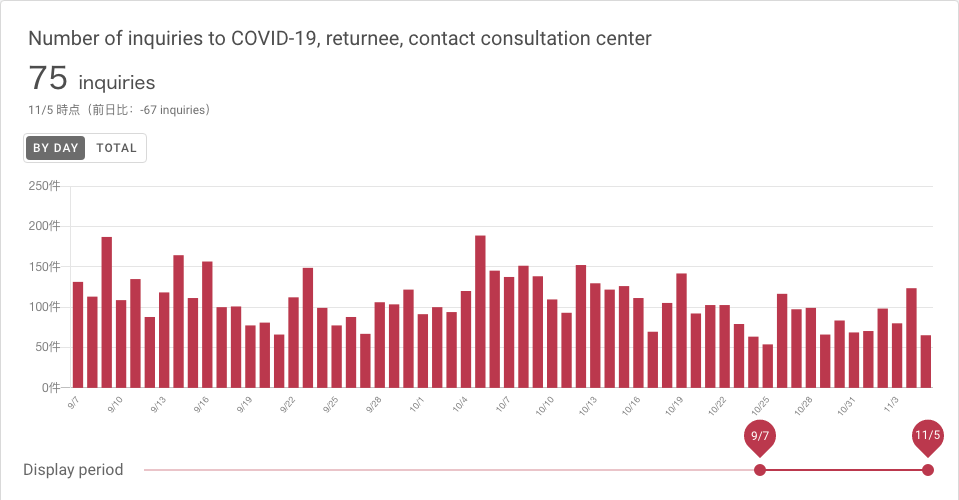 Number of inquiries to COVID-19, returnee, contact consultation center
75 inquiries
11/5 時点（前日比：-67 inquiries）
BY DAY TOTAL
250件
200件
150件
100件
50件
0件
9/7 9/10 9/13 9/16 9/19 9/22 9/25 9/28 10/1 10/4 10/7 10/10 10/13 10/16 10/19 10/22 10/25 10/28 10/31 11/3
9/7 11/5
Display period